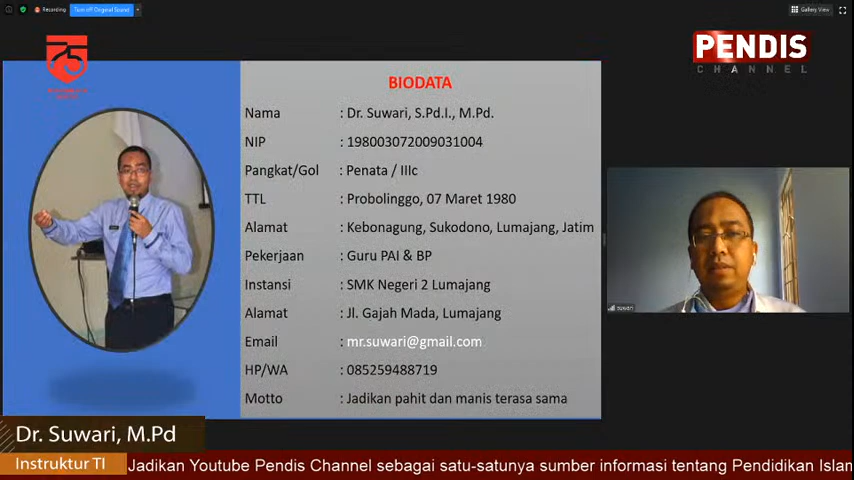 Recording
Turn off Original Sound
Gallery View
75
PENDIS
CHANNEL
BIODATA
Nama : Dr. Suwari, S.Pd.I., M.Pd.
NIP : 198003072009031004
Pangkat/Gol : Penata / IIIc
TTL : Probolinggo, 07 Maret 1980
Alamat : Kebonagung, Sukodono, Lumajang, Jatim
Pekerjaan : Guru PAI & BP
Instansi : SMK Negeri 2 Lumajang
Alamat : Jl. Gajah Mada, Lumajang
Email : mr.suwari@gmail.com
HP/WA : 085259488719
Motto : Jadikan pahit dan manis terasa sama
suwari
Dr. Suwari, M.Pd
Instruktur TI
Jadikan Youtube Pendis Channel sebagai satu-satunya sumber informasi tentang Pendidikan Islam